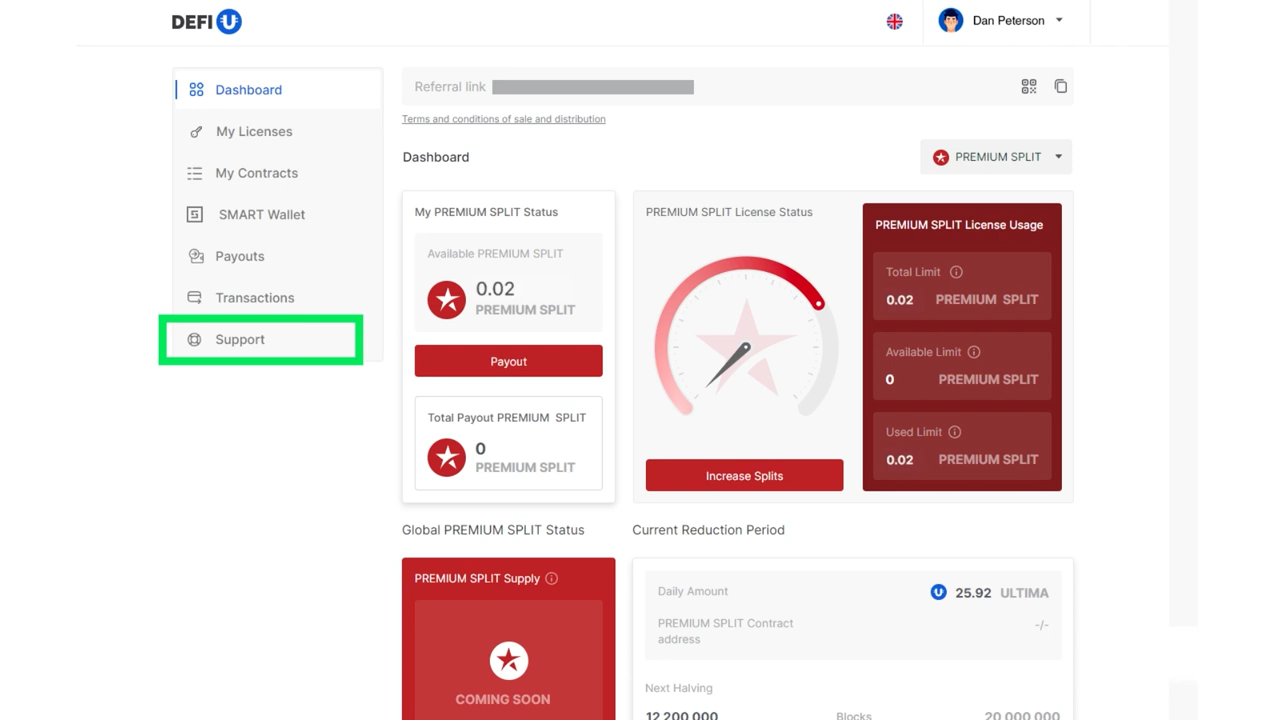 DEFI U
Dan Peterson
Dashboard
My Licenses
My Contracts
SMART Wallet
Payouts
Transactions
Support
Referral link
Terms and conditions of sale and distribution
Dashboard
PREMIUM SPLIT
My PREMIUM SPLIT Status
Available PREMIUM SPLIT
0.02
PREMIUM SPLIT
Payout
Total Payout PREMIUM SPLIT
0
PREMIUM SPLIT
PREMIUM SPLIT License Status
Increase Splits
PREMIUM SPLIT License Usage
Total Limit
0.02 PREMIUM SPLIT
Available Limit
0 PREMIUM SPLIT
Used Limit
0.02 PREMIUM SPLIT
Global PREMIUM SPLIT Status
PREMIUM SPLIT Supply
COMING SOON
Current Reduction Period
Daily Amount U 25.92 ULTIMA
PREMIUM SPLIT Contract -/-
address
Next Halving
12 200 000 Blocks 20 000 000